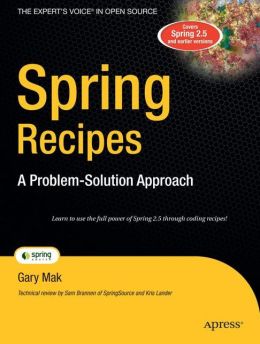 THE EXPERT'S VOICE® IN OPEN SOURCE
Covers
Spring 2.5
and earlier versions
Spring
Recipes
A Problem-Solution Approach
Learn to use the full power of Spring 2.5 through coding recipes!
spring
Gary Mak
Technical review by Sam Brannen of SpringSource and Kris Lander
Apress®